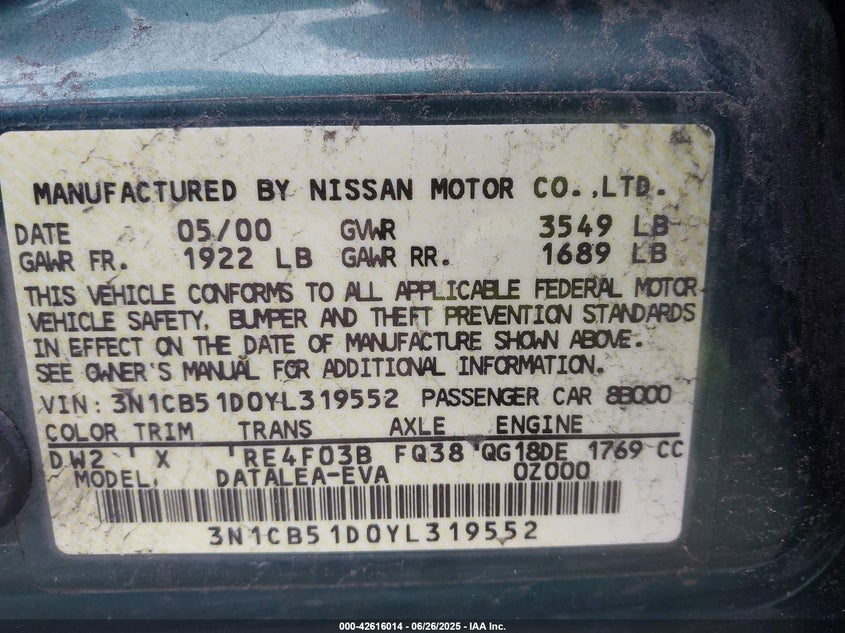 MANUFACTURED BY NISSAN MOTOR CO.,LTD.
DATE 05/00 GVWR 3549 LB
GAWR FR. 1922 LB GAWR RR. 1689 LB
THIS VEHICLE CONFORMS TO ALL APPLICABLE FEDERAL MOTOR
VEHICLE SAFETY, BUMPER AND THEFT PREVENTION STANDARDS
IN EFFECT ON THE DATE OF MANUFACTURE SHOWN ABOVE.
SEE OWNER'S MANUAL FOR ADDITIONAL INFORMATION.
VIN: 3N1CB51D0YL319552 PASSENGER CAR 8B000
COLOR TRIM TRANS AXLE ENGINE
DW2 X RE4F03B FQ38 QG18DE 1769 CC
MODEL. DATALEA-EVA 0Z000
3N1CB51D0YL319552
000-42616014 - 06/26/2025 - IAA Inc.